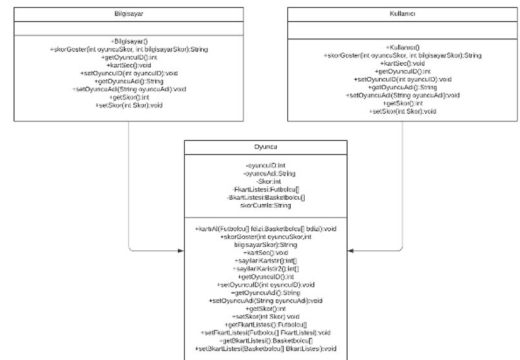 Bilgisayar
+Bilgisayar()
+skorGoster(int oyuncuSkor, int bilgisayarSkor):String
+getOyuncuID():int
+kartSec():void
+setOyuncuID(int oyuncuID):void
+getOyuncuAdi():String
+setOyuncuAdi(String oyuncuAdi):void
+getSkor():int
+setSkor(int Skor):void
Kullanıcı
+Kullanıcı()
+skorGoster(int oyuncuSkor, int bilgisayarSkor):String
+kartSec():void
+getOyuncuID():int
+setOyuncuID(int oyuncuID):void
+getOyuncuAdi():String
+setOyuncuAdi(String oyuncuAdi):void
+getSkor():int
+setSkor(int Skor):void
Oyuncu
-oyuncuID:int
-oyuncuAdi:String
-Skor:int
-FkartListesi:Futbolcu[]
-BkartListesi:Basketbolcu[]
skorCumle:String
+kartıAl(Futbolcu[] fdizi,Basketbolcu[] bdizi):void
+skorGoster(int oyuncuSkor,int
bilgisayarSkor):String
+kartSec():void
+sayilariKaristir():int[]
+sayilariKaristir2():int[]
+getOyuncuID():int
+setOyuncuID(int oyuncuID):void
+getOyuncuAdi():String
+setOyuncuAdi(String oyuncuAdi):void
+getSkor():int
+setSkor(int Skor):void
+getFkartListesi():Futbolcu[]
+setFkartListesi(Futbolcu[] FkartListesi):void
+getBkartListesi():Basketbolcu[]
+setBkartListesi(Basketbolcu[] BkartListesi):void